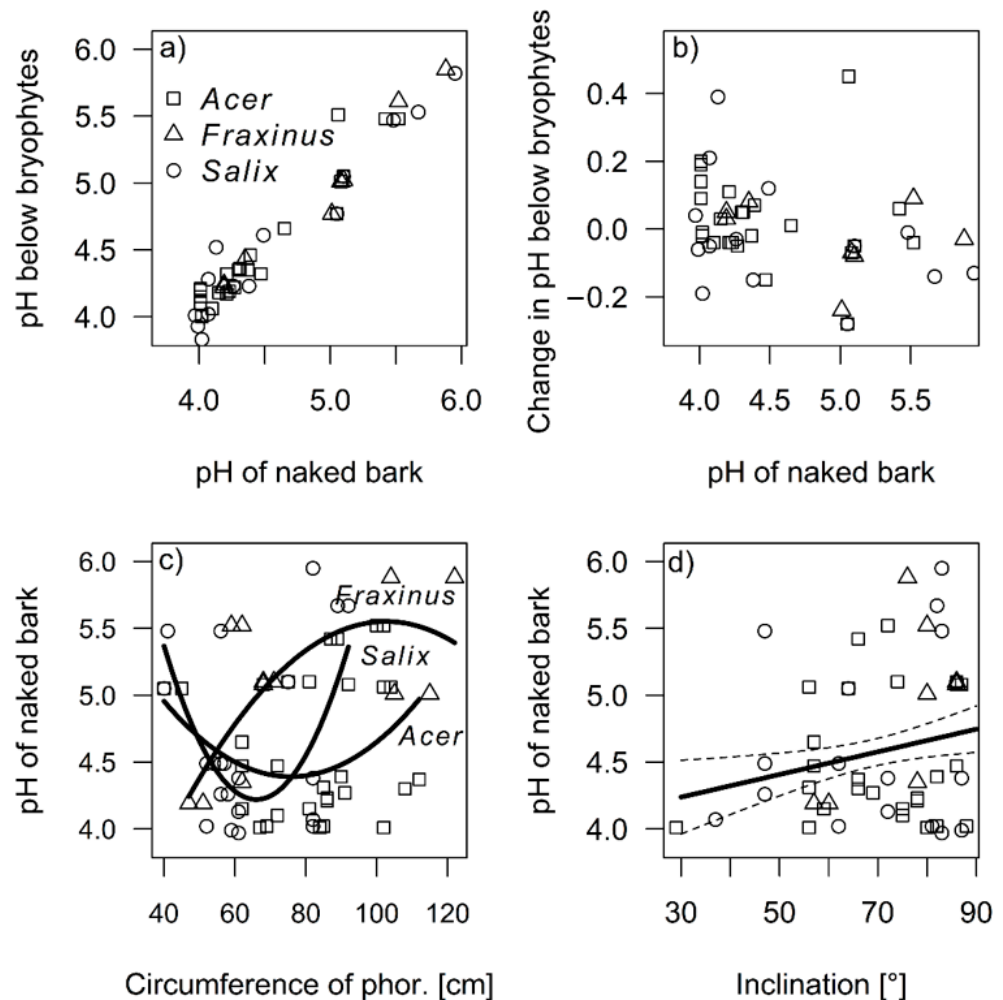 a)
Acer
Fraxinus
Salix
6.0
5.5
5.0
4.5
4.0
pH below bryophytes
4.0 5.0 6.0
pH of naked bark
b)
0.4
0.2
0.0
−0.2
Change in pH below bryophytes
4.0 4.5 5.0 5.5
pH of naked bark
c)
Fraxinus
Salix
Acer
6.0
5.5
5.0
4.5
4.0
pH of naked bark
40 60 80 100 120
Circumference of phor. [cm]
d)
6.0
5.5
5.0
4.5
4.0
pH of naked bark
30 50 70 90
Inclination [°]